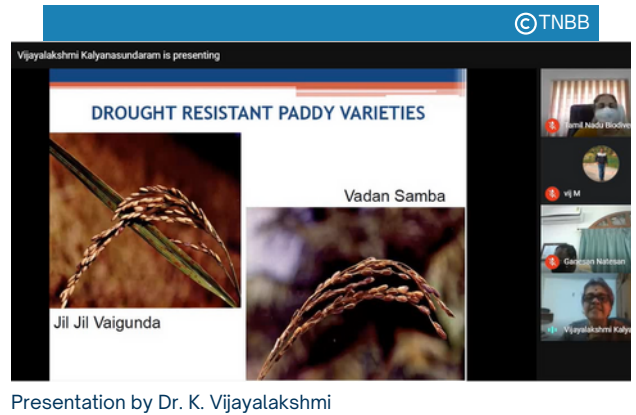 ©TNBB
Vijayalakshmi Kalyanasundaram is presenting
DROUGHT RESISTANT PADDY VARIETIES
Vadan Samba
Jil Jil Vaigunda
Tamil Nadu Biodive
vij M
Ganesan Natesan
Vijayalakshmi Kalya
Presentation by Dr. K. Vijayalakshmi